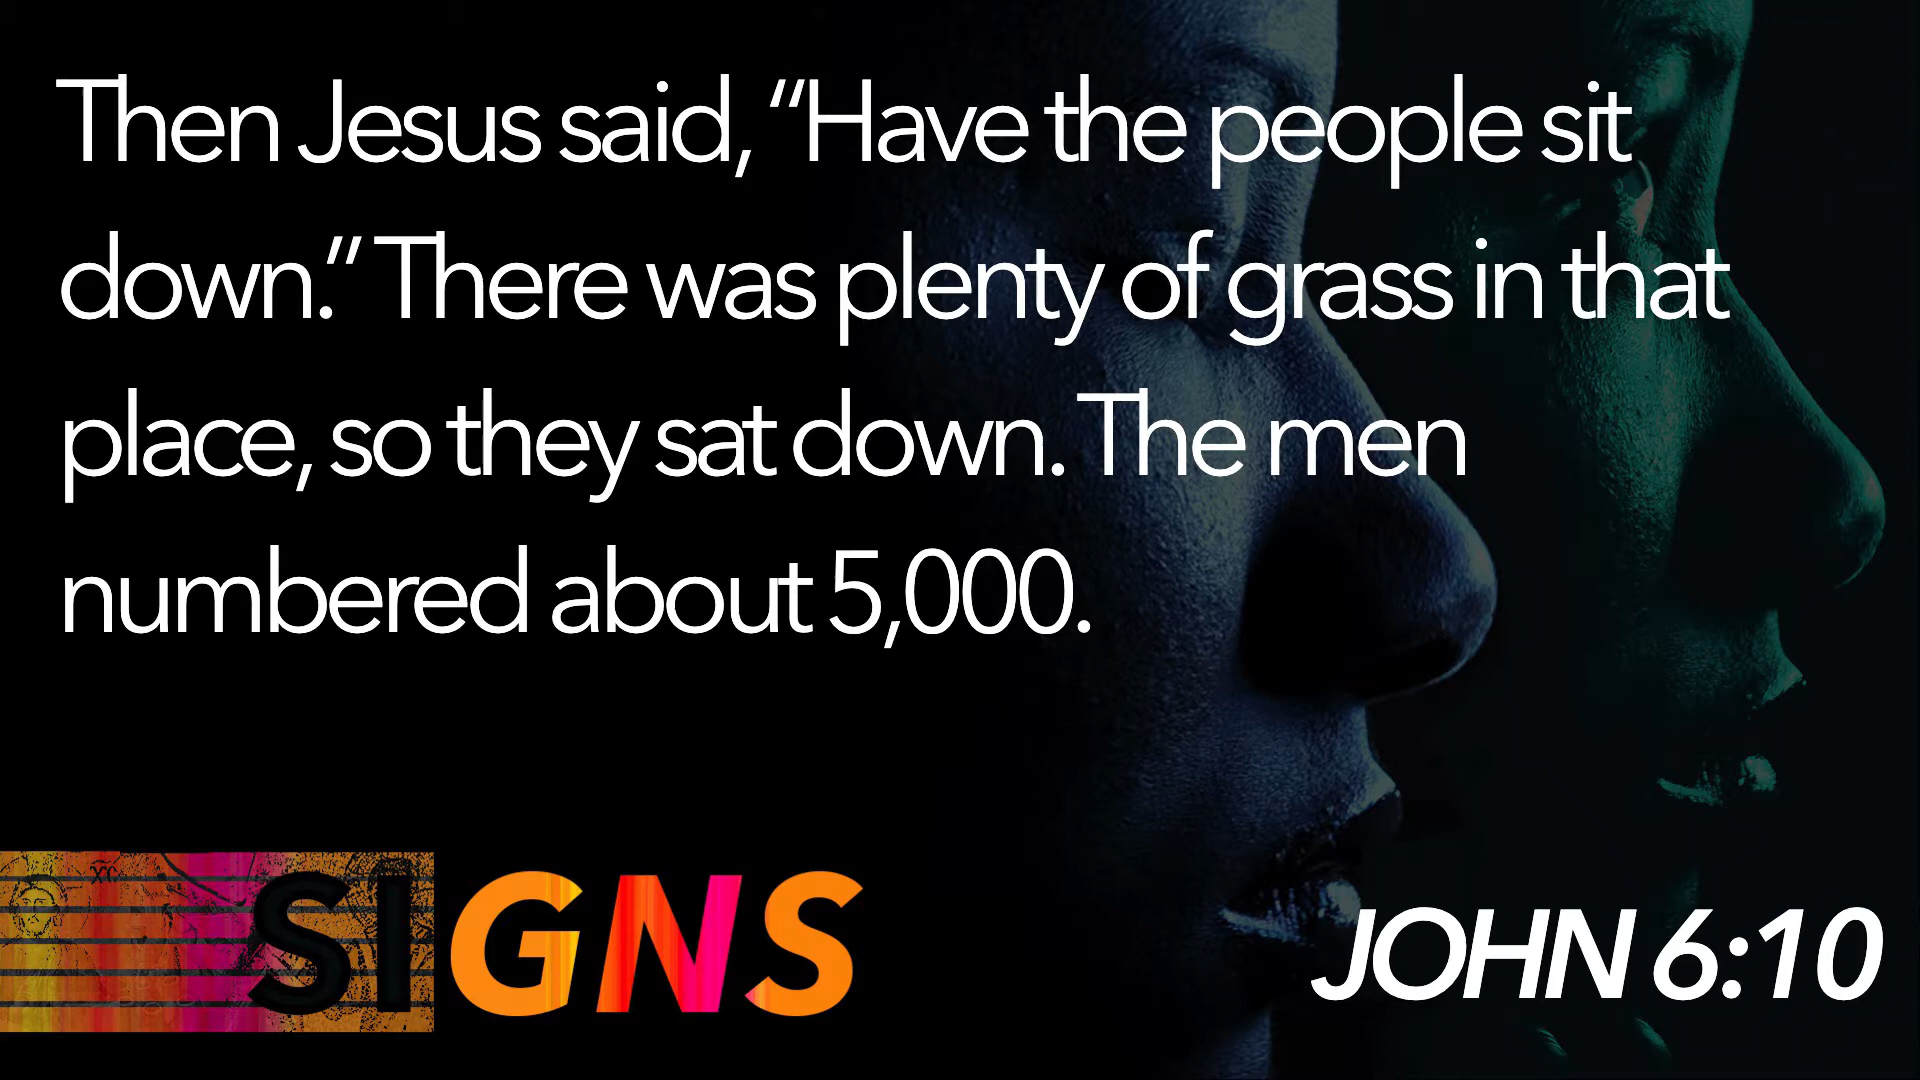 Then Jesus said, “Have the people sit
down.” There was plenty of grass in that
place, so they sat down. The men
numbered about 5,000.
SIGNS
JOHN 6:10